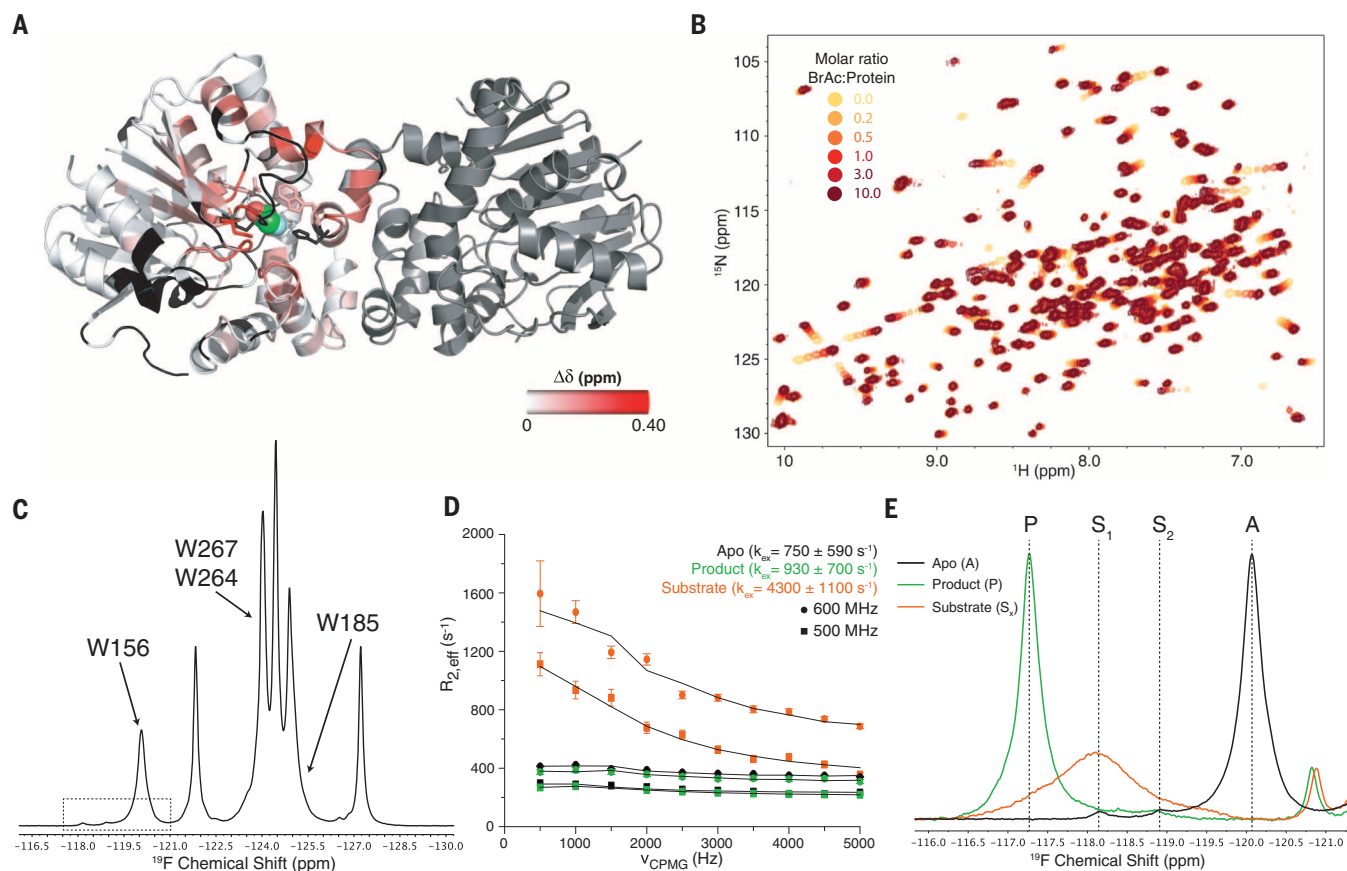 A
Δδ (ppm)
0
0.40
B
Molar ratio
BrAc:Protein
0.0
0.2
0.5
1.0
3.0
10.0
105
110
115
120
125
130
¹⁵N (ppm)
10
9.0
8.0
7.0
¹H (ppm)
C
W267
W264
W156
W185
-116.5
-118.0
-119.5
-121.0
-122.5
-124.0
-125.5
-127.0
-128.5
-130.0
¹⁹F Chemical Shift (ppm)
D
2000
1600
1200
800
400
0
R2,eff (s⁻¹)
Apo (kex= 750 ± 590 s⁻¹)
Product (kex= 930 ± 700 s⁻¹)
Substrate (kex= 4300 ± 1100 s⁻¹)
600 MHz
500 MHz
0
1000
2000
3000
4000
5000
νCPMG (Hz)
E
P
S₁
S₂
A
Apo (A)
Product (P)
Substrate (Sₓ)
-116.0
-117.0
-117.5
-118.0
-118.5
-119.0
-120.0
-121.0
¹⁹F Chemical Shift (ppm)